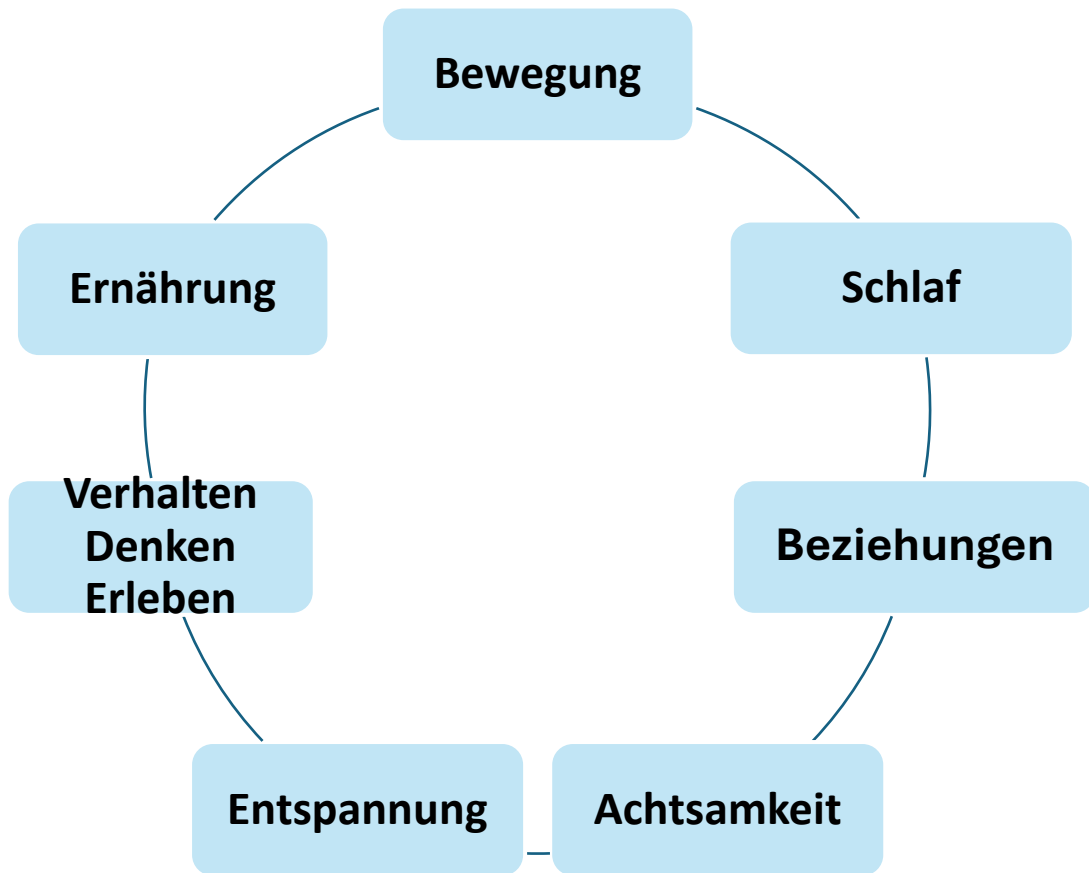 Bewegung
Schlaf
Beziehungen
Achtsamkeit
Entspannung
Verhalten
Denken
Erleben
Ernährung